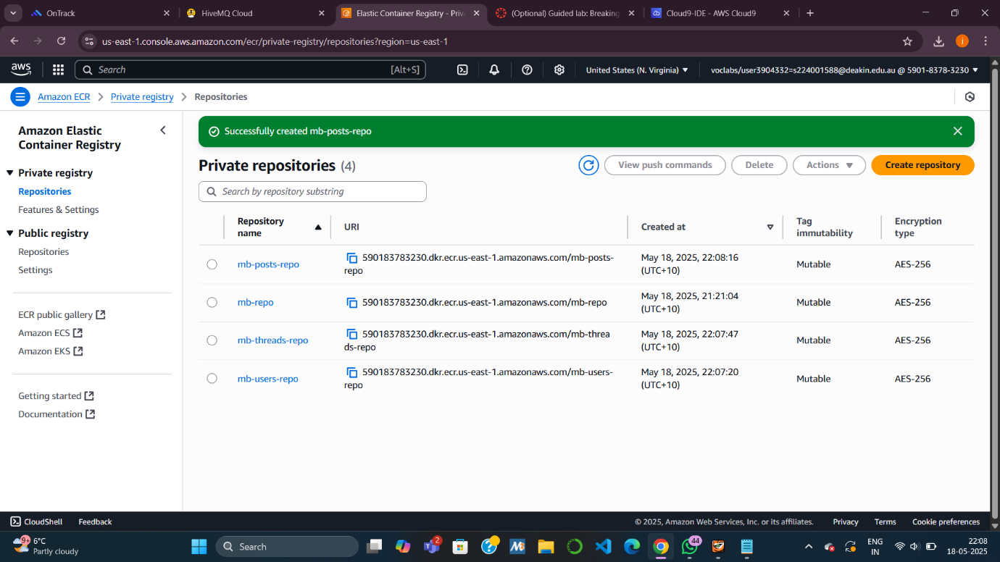 OnTrack
HiveMQ Cloud
Elastic Container Registry - Priva
(Optional) Guided lab: Breaking
Cloud9-IDE - AWS Cloud9
us-east-1.console.aws.amazon.com/ecr/private-registry/repositories?region=us-east-1
j
aws
Search
[Alt+S]
United States (N. Virginia)
voclabs/user3904332=s224001588@deakin.edu.au @ 5901-8378-3230
Amazon ECR
Private registry
Repositories
Amazon Elastic
Container Registry
Private registry
Repositories
Features & Settings
Public registry
Repositories
Settings
ECR public gallery
Amazon ECS
Amazon EKS
Getting started
Documentation
Successfully created mb-posts-repo
Private repositories (4)
View push commands
Delete
Actions
Create repository
Search by repository substring
Repository
name
URI
Created at
Tag
immutability
Encryption
type
mb-posts-repo
590183783230.dkr.ecr.us-east-1.amazonaws.com/mb-posts-
repo
May 18, 2025, 22:08:16
(UTC+10)
Mutable
AES-256
mb-repo
590183783230.dkr.ecr.us-east-1.amazonaws.com/mb-repo
May 18, 2025, 21:21:04
(UTC+10)
Mutable
AES-256
mb-threads-repo
590183783230.dkr.ecr.us-east-1.amazonaws.com/mb-threa
ds-repo
May 18, 2025, 22:07:47
(UTC+10)
Mutable
AES-256
mb-users-repo
590183783230.dkr.ecr.us-east-1.amazonaws.com/mb-users-
repo
May 18, 2025, 22:07:20
(UTC+10)
Mutable
AES-256
CloudShell
Feedback
© 2025, Amazon Web Services, Inc. or its affiliates.
Privacy
Terms
Cookie preferences
9+
6°C
Partly cloudy
Search
2
44
ENG
IN
22:08
18-05-2025